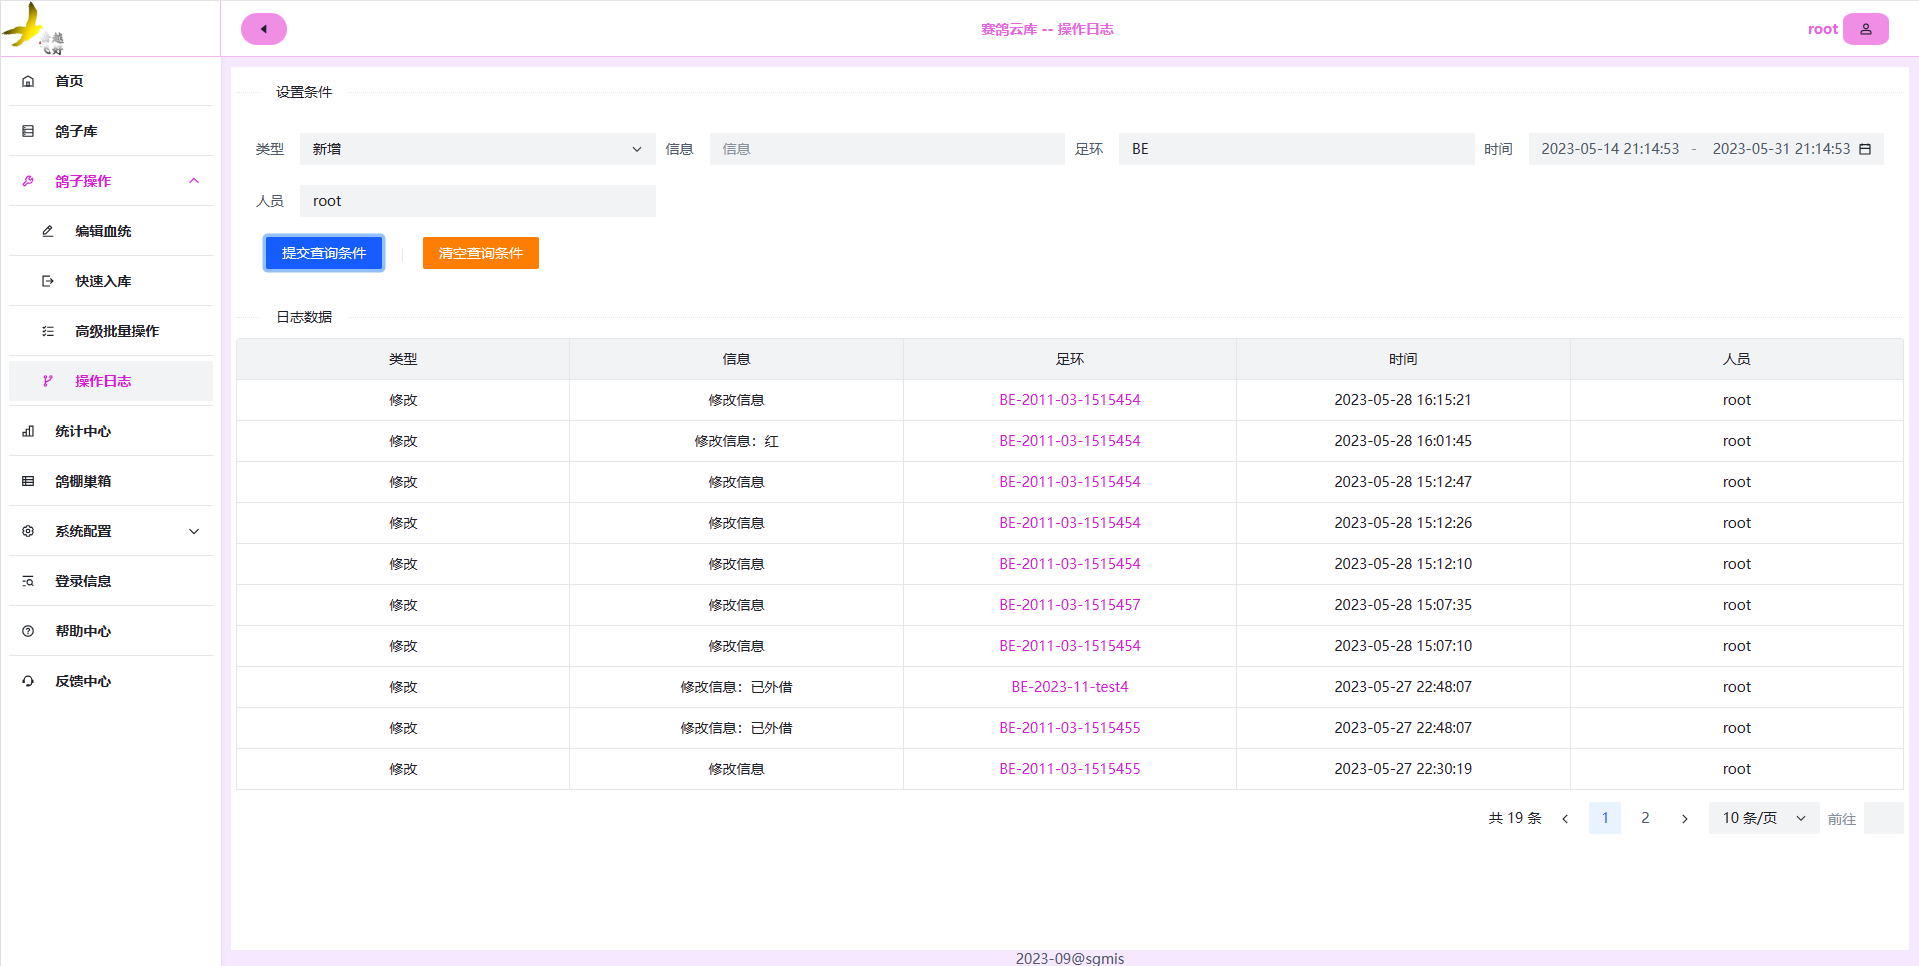 赛鸽云库 -- 操作日志
root
首页
鸽子库
鸽子操作
编辑血统
快速入库
高级批量操作
操作日志
统计中心
鸽棚巢箱
系统配置
登录信息
帮助中心
反馈中心
设置条件
类型 新增 信息 信息 足环 BE 时间 2023-05-14 21:14:53 - 2023-05-31 21:14:53
人员 root
提交查询条件 清空查询条件
日志数据
类型 信息 足环 时间 人员
修改 修改信息 BE-2011-03-1515454 2023-05-28 16:15:21 root
修改 修改信息：红 BE-2011-03-1515454 2023-05-28 16:01:45 root
修改 修改信息 BE-2011-03-1515454 2023-05-28 15:12:47 root
修改 修改信息 BE-2011-03-1515454 2023-05-28 15:12:26 root
修改 修改信息 BE-2011-03-1515454 2023-05-28 15:12:10 root
修改 修改信息 BE-2011-03-1515457 2023-05-28 15:07:35 root
修改 修改信息 BE-2011-03-1515454 2023-05-28 15:07:10 root
修改 修改信息：已外借 BE-2023-11-test4 2023-05-27 22:48:07 root
修改 修改信息：已外借 BE-2011-03-1515455 2023-05-27 22:48:07 root
修改 修改信息 BE-2011-03-1515455 2023-05-27 22:30:19 root
共 19 条 1 2 10 条/页 前往
2023-09@sgmis